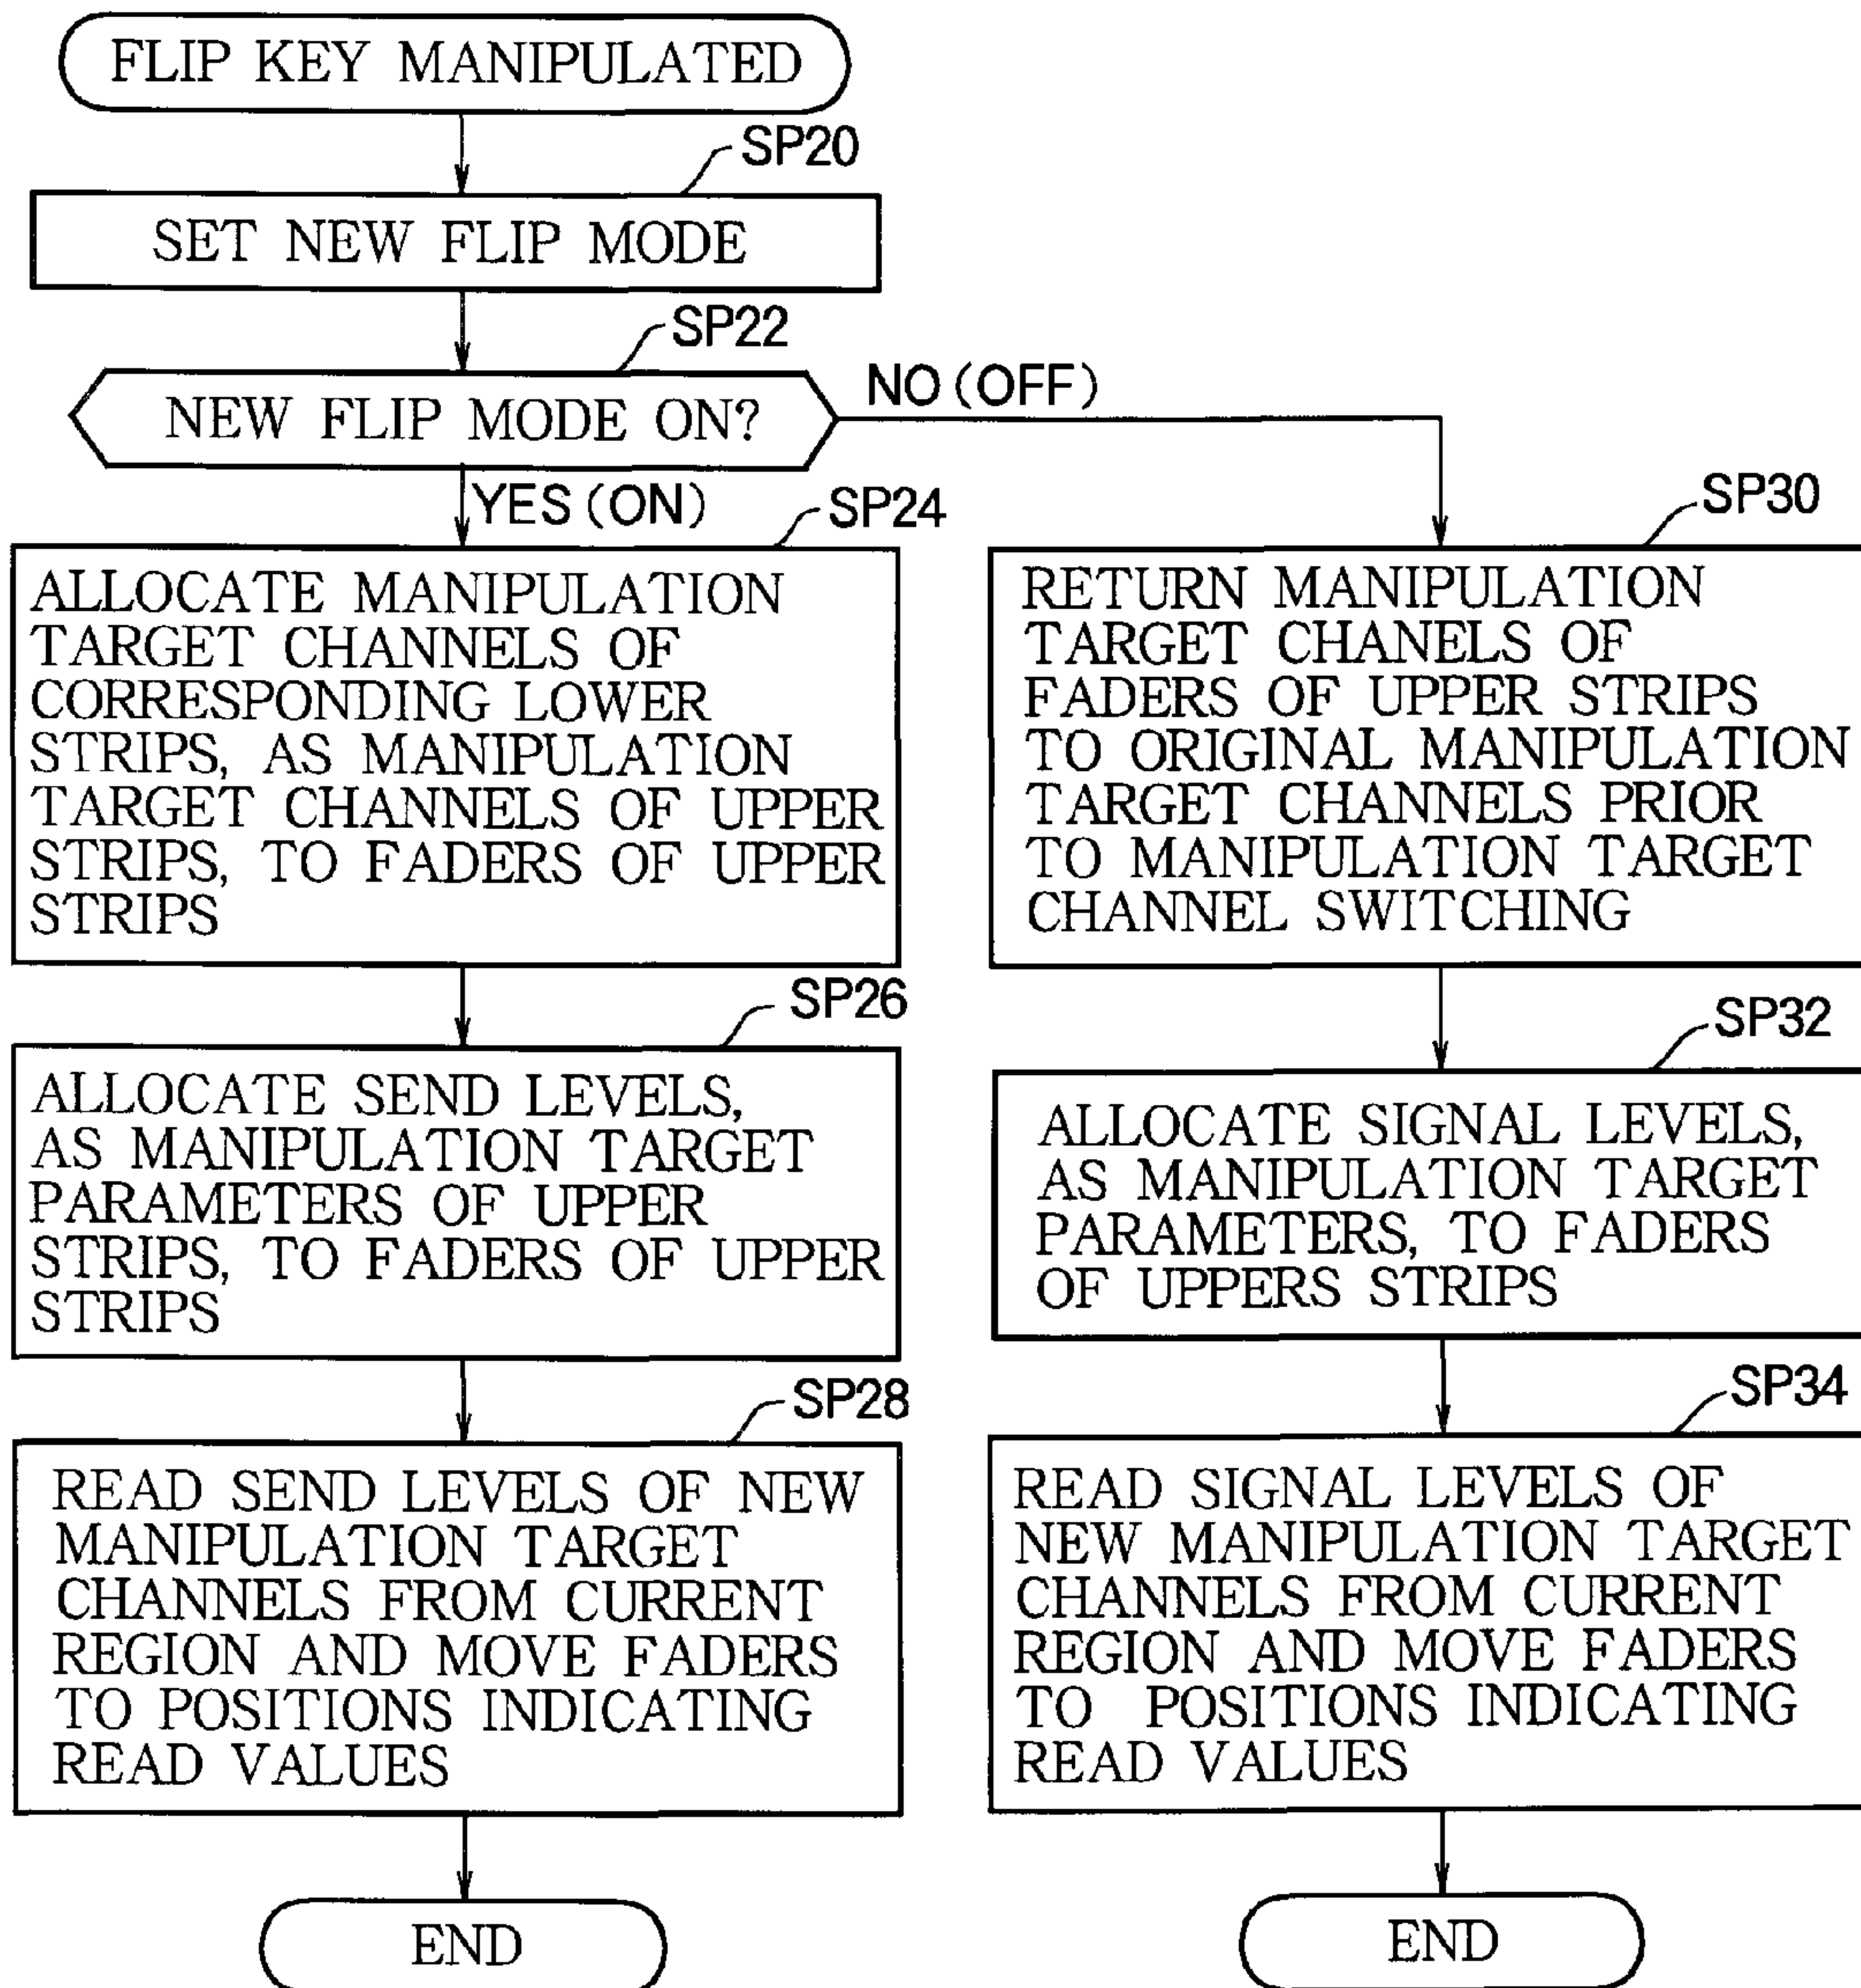 FLIP KEY MANIPULATED
SP20
SET NEW FLIP MODE
SP22
NEW FLIP MODE ON?
NO (OFF)
YES (ON)
SP24
ALLOCATE MANIPULATION
TARGET CHANNELS OF
CORRESPONDING LOWER
STRIPS, AS MANIPULATION
TARGET CHANNELS OF UPPER
STRIPS, TO FADERS OF UPPER
STRIPS
SP26
ALLOCATE SEND LEVELS,
AS MANIPULATION TARGET
PARAMETERS OF UPPER
STRIPS, TO FADERS OF UPPER
STRIPS
SP28
READ SEND LEVELS OF NEW
MANIPULATION TARGET
CHANNELS FROM CURRENT
REGION AND MOVE FADERS
TO POSITIONS INDICATING
READ VALUES
END
SP30
RETURN MANIPULATION
TARGET CHANELS OF
FADERS OF UPPER STRIPS
TO ORIGINAL MANIPULATION
TARGET CHANNELS PRIOR
TO MANIPULATION TARGET
CHANNEL SWITCHING
SP32
ALLOCATE SIGNAL LEVELS,
AS MANIPULATION TARGET
PARAMETERS, TO FADERS
OF UPPERS STRIPS
SP34
READ SIGNAL LEVELS OF
NEW MANIPULATION TARGET
CHANNELS FROM CURRENT
REGION AND MOVE FADERS
TO POSITIONS INDICATING
READ VALUES
END